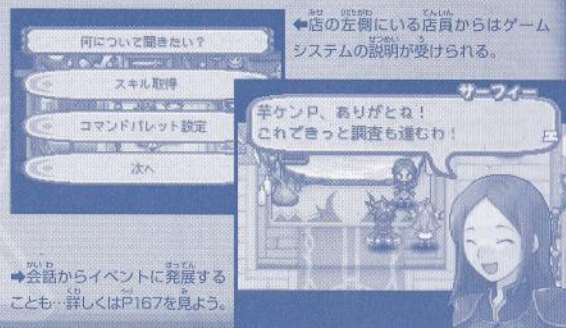 何について聞きたい?
スキル取得
コマンドパレット設定
次へ
←店の左側にいる店員からはゲーム
システムの説明が受けられる。
サーフィー
芋ケンP、ありがとね!
これできっと調査も進むわ!
→会話からイベントに発展する
ことも…詳しくはP167を見よう。